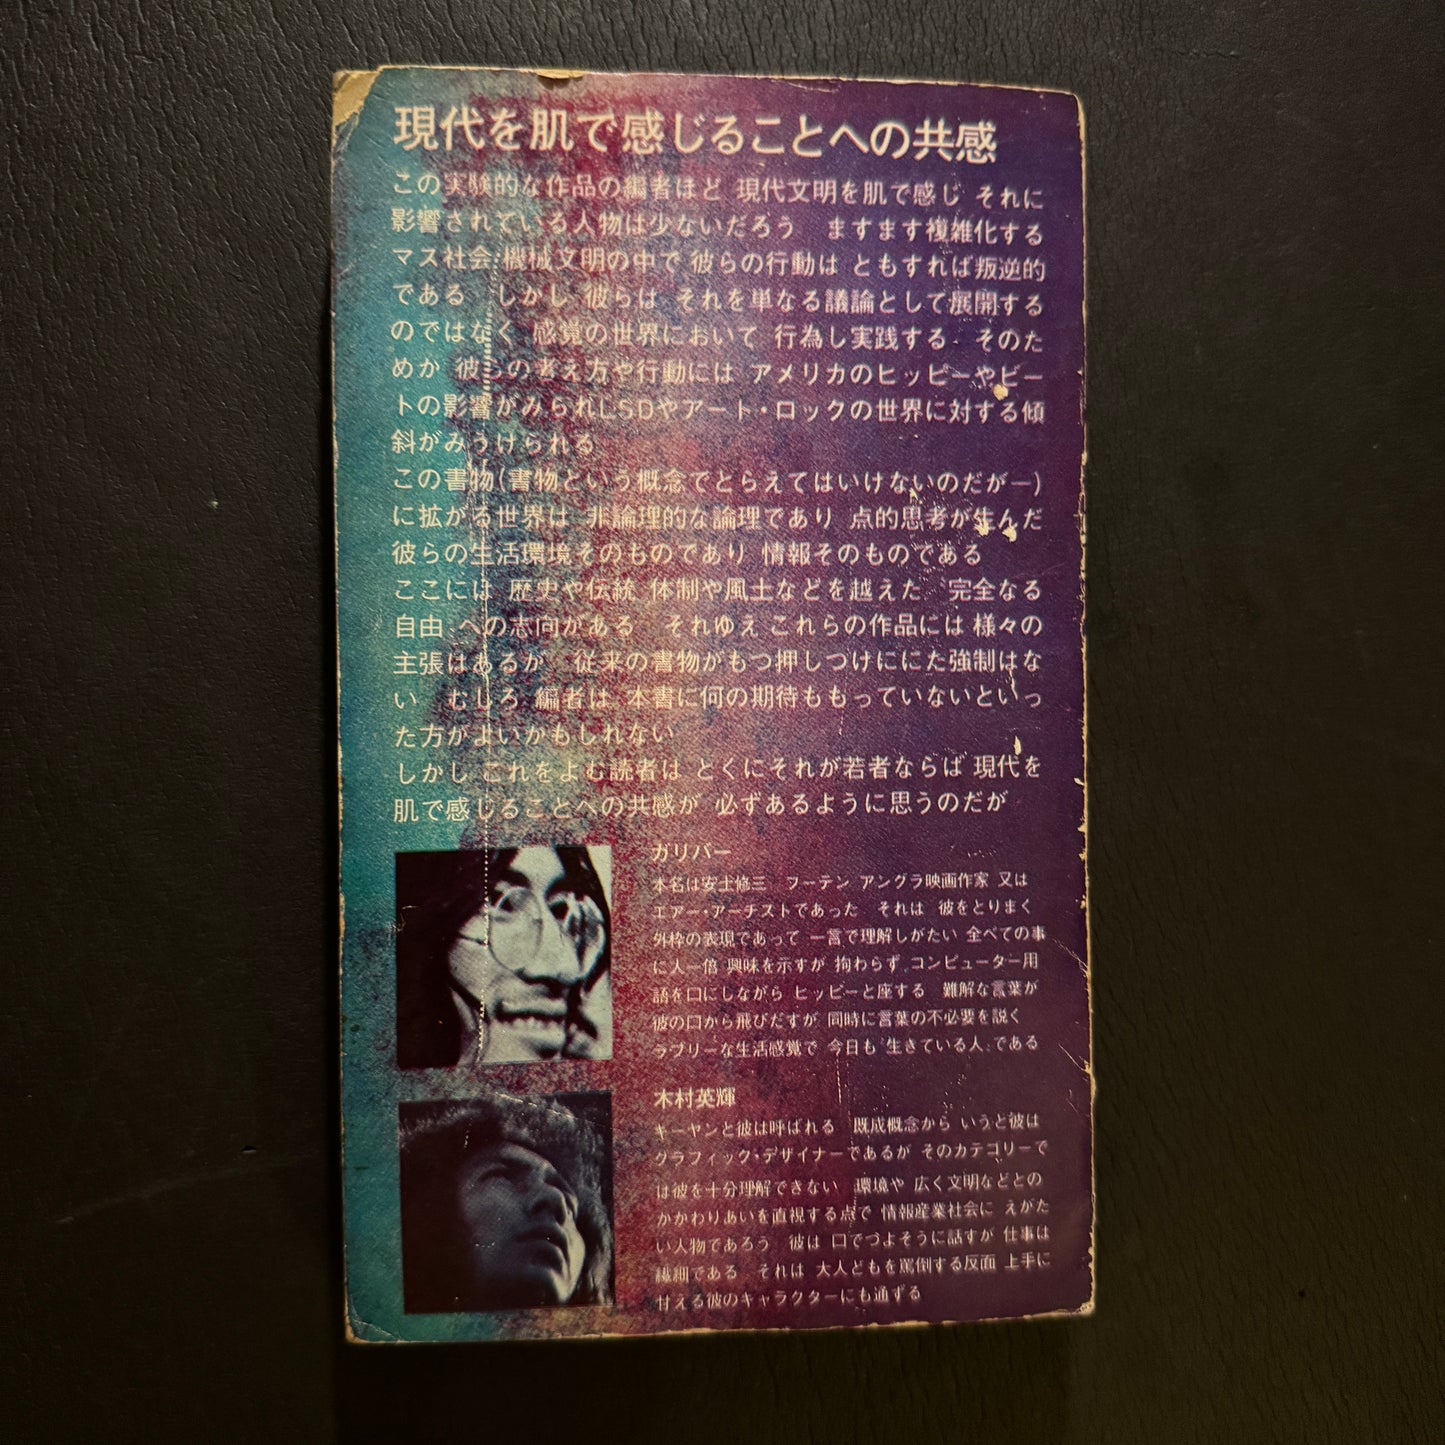 現代を肌で感じることへの共感
この実験的な作品の編者ほど 現代文明を肌で感じ それに
影響されている人物は少ないだろう ますます複雑化する
マス社会 機械文明の中で 彼らの行動は ともすれば叛逆的
である しかし 彼らは それを単なる議論として展開する
のではなく 感覚の世界において 行為し実践する そのた
めか 彼らの考え方や行動には アメリカのヒッピーやビー
トの影響がみられLSDやアート・ロックの世界に対する傾
斜がみうけられる
この書物(書物という概念でとらえてはいけないのだが―)
に拡がる世界は 非論理的な論理であり 点的思考が生んだ
彼らの生活環境そのものであり 情報そのものである
ここには 歴史や伝統 体制や風土などを越えた 完全なる
自由 への志向がある それゆえ これらの作品には 様々の
主張はあるが 従来の書物がもつ押しつけににた強制はな
い むしろ 編者は 本書に何の期待ももっていないといっ
た方がよいかもしれない
しかし これをよむ読者は とくにそれが若者ならば 現代を
肌で感じることへの共感が 必ずあるように思うのだが
ガリバー
本名は安土修三 フーテン アングラ映画作家 又は
エアー・アーチストであった それは 彼をとりまく
外枠の表現であって 一言で理解しがたい 全べての事
に人一倍 興味を示すが 拘わらず コンピューター用
語を口にしながら ヒッピーと座する 難解な言葉が
彼の口から飛びだすが 同時に言葉の不必要を説く
ラブリーな生活感覚で 今日も"生きている人"である
木村英輝
キーヤンと彼は呼ばれる 既成概念から いうと彼は
グラフィック・デザイナーであるが そのカテゴリーで
は彼を十分理解できない 環境や 広く文明などとの
かかわりあいを直視する点で 情報産業社会に えがた
い人物であろう 彼は 口でづよそうに話すが 仕事は
繊細である それは 大人どもを罵倒する反面 上手に
甘える彼のキャラクターにも通ずる